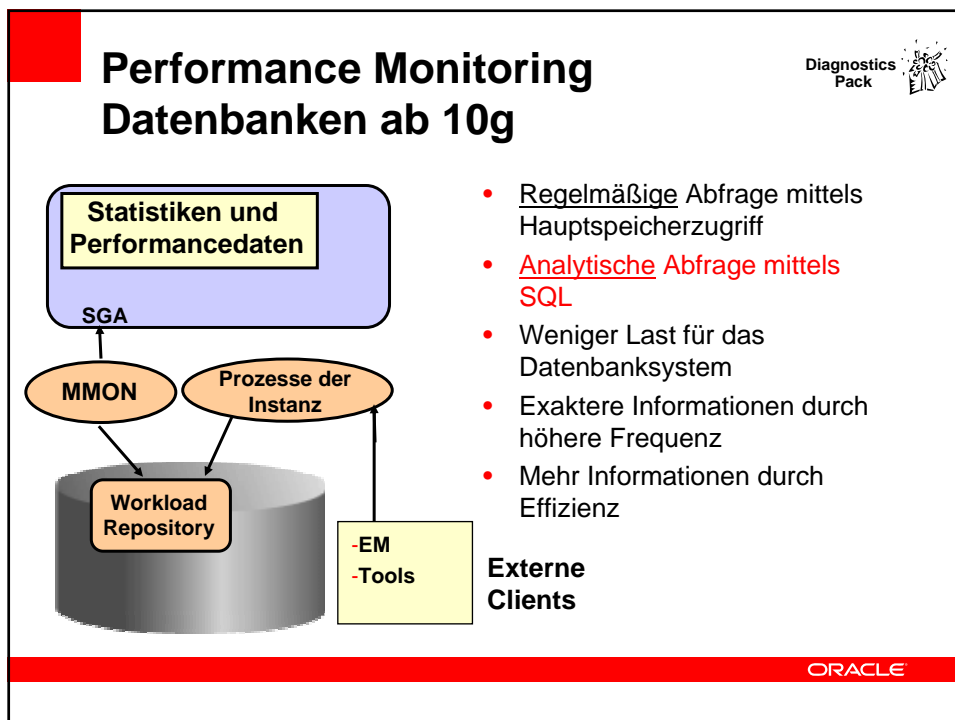 Performance Monitoring
Datenbanken ab 10g
Diagnostics
Pack
Statistiken und
Performancedaten
SGA
MMON
Prozesse der
Instanz
Workload
Repository
-EM
-Tools
Externe
Clients
• Regelmäßige Abfrage mittels
Hauptspeicherzugriff
• Analytische Abfrage mittels
SQL
• Weniger Last für das
Datenbanksystem
• Exaktere Informationen durch
höhere Frequenz
• Mehr Informationen durch
Effizienz
ORACLE